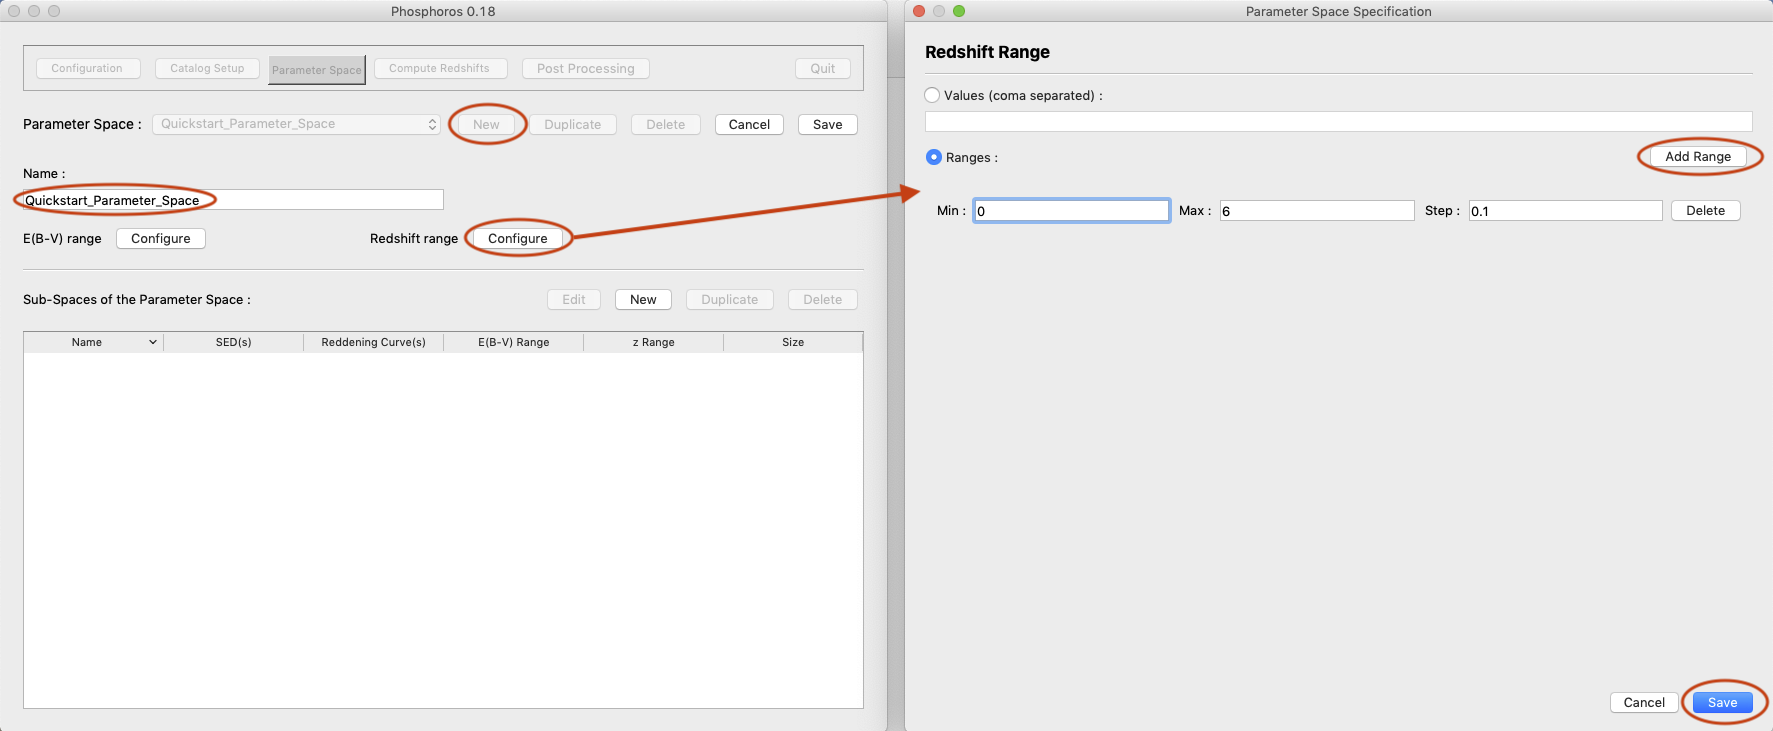 Phosphoros 0.18
Configuration Catalog Setup Parameter Space Compute Redshifts Post Processing Quit
Parameter Space : Quickstart_Parameter_Space New Duplicate Delete Cancel Save
Name :
Quickstart_Parameter_Space
E(B-V) range Configure Redshift range Configure
Sub-Spaces of the Parameter Space : Edit New Duplicate Delete
Name SED(s) Reddening Curve(s) E(B-V) Range z Range Size
Parameter Space Specification
Redshift Range
Values (coma separated) :
Ranges : Add Range
Min : 0 Max : 6 Step : 0.1 Delete
Cancel Save